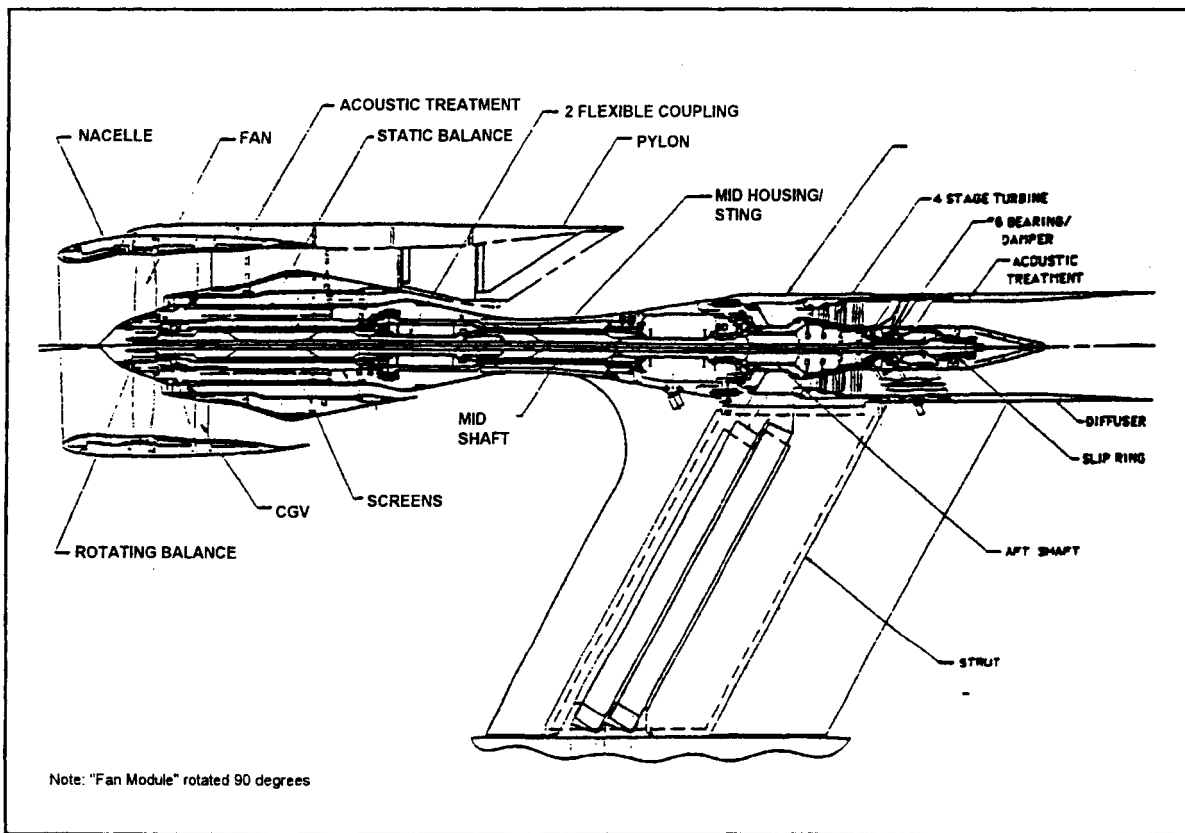 ACOUSTIC TREATMENT
2 FLEXIBLE COUPLING
NACELLE
FAN
STATIC BALANCE
PYLON
MID HOUSING/
STING
4 STAGE TURBINE
BEARING/
DAMPER
ACOUSTIC
TREATMENT
MID
SHAFT
DIFFUSER
SLIP RING
SCREENS
CGV
ROTATING BALANCE
AFT SHAFT
STRUT
Note: "Fan Module" rotated 90 degrees